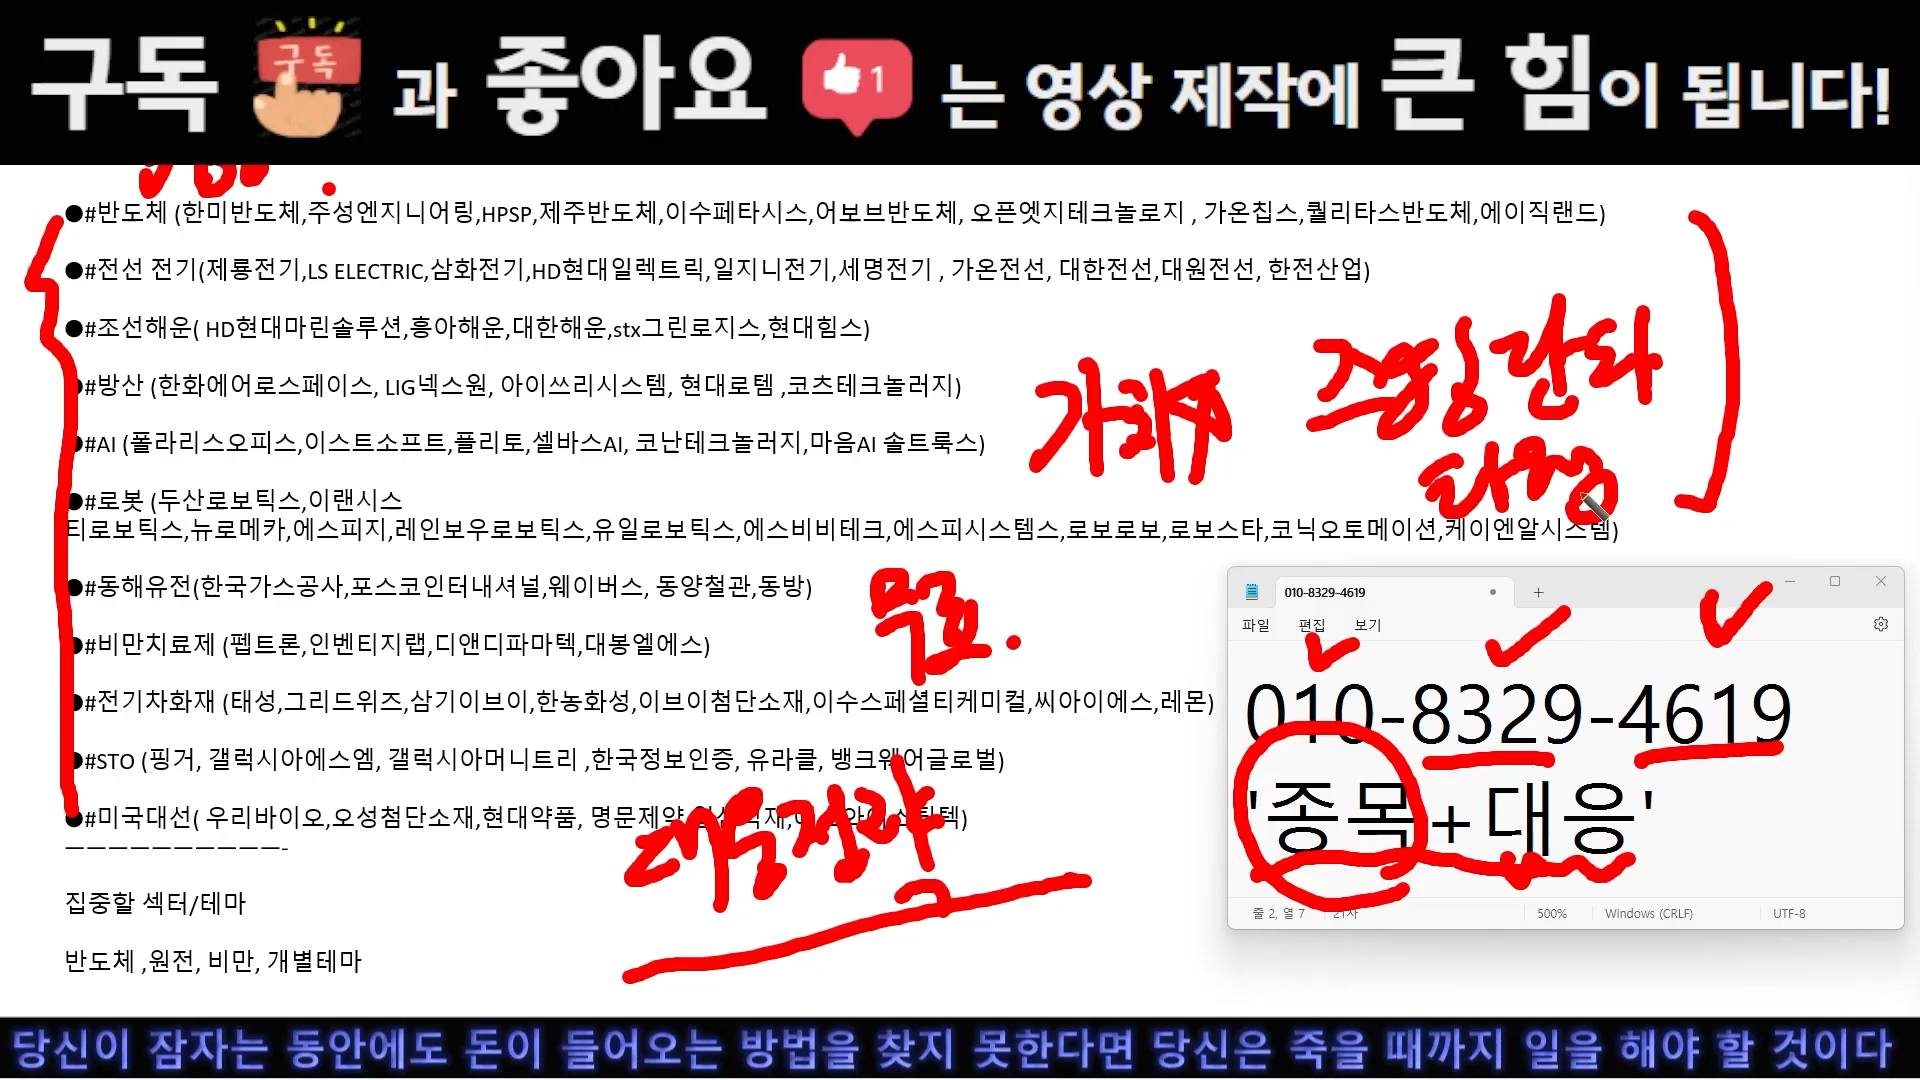 구독 구독 과 좋아요 1 는 영상 제작에 큰 힘이 됩니다!
●#반도체 (한미반도체,주성엔지니어링,HPSP,제주반도체,이수페타시스,어보브반도체, 오픈엣지테크놀로지 , 가온칩스,퀄리타스반도체,에이직랜드)
●#전선 전기(제룡전기,LS ELECTRIC,삼화전기,HD현대일렉트릭,일지니전기,세명전기 , 가온전선, 대한전선,대원전선, 한전산업)
●#조선해운( HD현대마린솔루션,흥아해운,대한해운,stx그린로지스,현대힘스)
●#방산 (한화에어로스페이스, LIG넥스원, 아이쓰리시스템, 현대로템 ,코츠테크놀러지)
●#AI (폴라리스오피스,이스트소프트,플리토,셀바스AI, 코난테크놀러지,마음AI 솔트룩스)
●#로봇 (두산로보틱스,이랜시스
티로보틱스,뉴로메카,에스피지,레인보우로보틱스,유일로보틱스,에스비비테크,에스피시스템스,로보로보,로보스타,코닉오토메이션,케이엔알시스템)
●#동해유전(한국가스공사,포스코인터내셔널,웨이버스, 동양철관,동방)
무료.
●#비만치료제 (펩트론,인벤티지랩,디앤디파마텍,대봉엘에스)
●#전기차화재 (태성,그리드위즈,삼기이브이,한농화성,이브이첨단소재,이수스페셜티케미컬,씨아이에스,레몬)
●#STO (핑거, 갤럭시아에스엠, 갤럭시아머니트리 ,한국정보인증, 유라클, 뱅크웨어글로벌)
●#미국대선( 우리바이오,오성첨단소재,현대약품, 명문제약
대응전략
ㅡㅡㅡㅡㅡㅡㅡㅡㅡㅡ-
집중할 섹터/테마
반도체 ,원전, 비만, 개별테마
010-8329-4619
파일 편집 보기
010-8329-4619
'종목+대응'
줄 2, 열 7 21자 500% Windows (CRLF) UTF-8
당신이 잠자는 동안에도 돈이 들어오는 방법을 찾지 못한다면 당신은 죽을 때까지 일을 해야 할 것이다